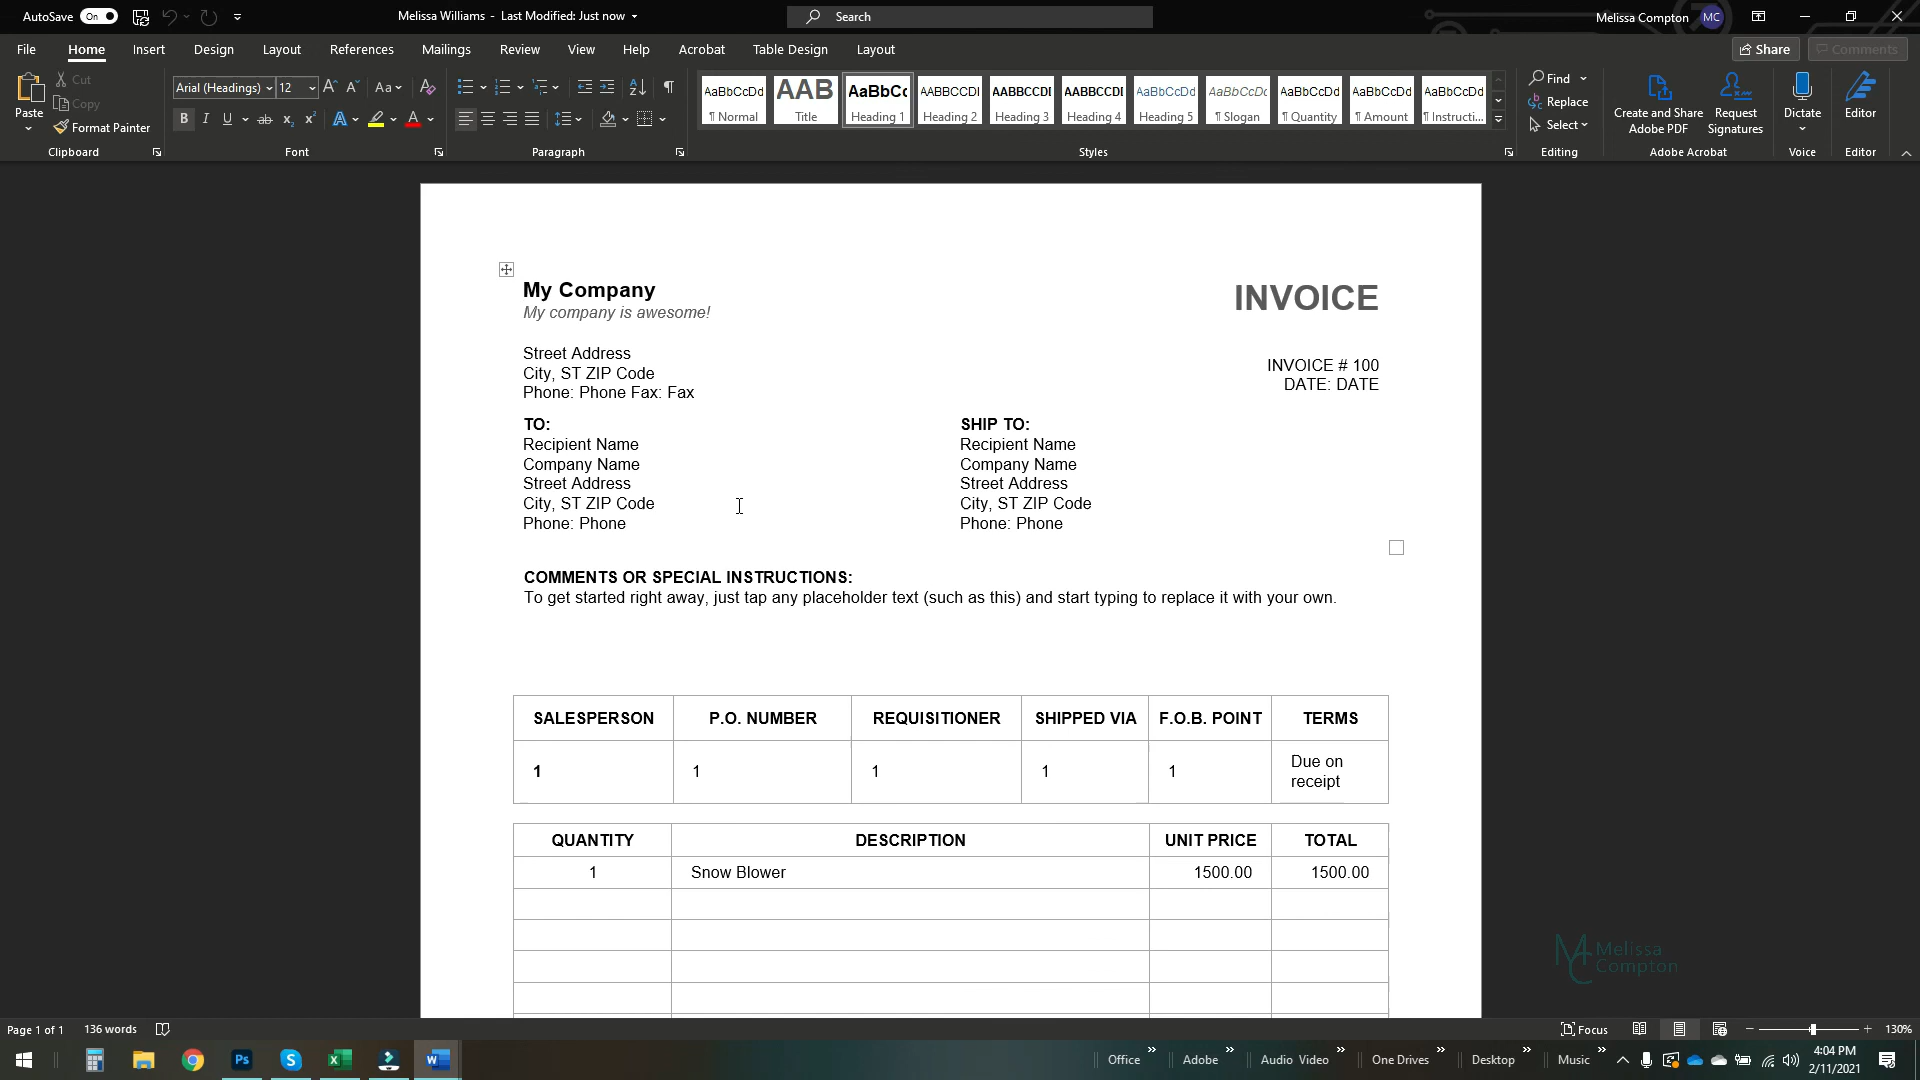 AutoSave On Melissa Williams - Last Modified: Just now Search Melissa Compton MC
File Home Insert Design Layout References Mailings Review View Help Acrobat Table Design Layout Share Comments
Paste Cut Copy Format Painter
Clipboard
Arial (Headings) 12 Aa
B I U ab x₂ x² A A
Font
Paragraph
AaBbCcDd AAB AaBbCc AABBCCDI AABBCCDI AABBCCDI AaBbCcDd AaBbCcDc AaBbCcDd AaBbCcDd AaBbCcDd
¶ Normal Title Heading 1 Heading 2 Heading 3 Heading 4 Heading 5 ¶ Slogan ¶ Quantity ¶ Amount ¶ Instructi...
Styles
Find
Replace
Select
Editing
Create and Share Adobe PDF
Request Signatures
Adobe Acrobat
Dictate
Voice
Editor
Editor
My Company
My company is awesome!
INVOICE
Street Address
City, ST ZIP Code
Phone: Phone Fax: Fax
INVOICE # 100
DATE: DATE
TO:
Recipient Name
Company Name
Street Address
City, ST ZIP Code
Phone: Phone
SHIP TO:
Recipient Name
Company Name
Street Address
City, ST ZIP Code
Phone: Phone
COMMENTS OR SPECIAL INSTRUCTIONS:
To get started right away, just tap any placeholder text (such as this) and start typing to replace it with your own.
SALESPERSON P.O. NUMBER REQUISITIONER SHIPPED VIA F.O.B. POINT TERMS
1 1 1 1 1 Due on receipt
QUANTITY DESCRIPTION UNIT PRICE TOTAL
1 Snow Blower 1500.00 1500.00
MC Melissa Compton
Page 1 of 1 136 words Focus 130%
Ps S X W Office Adobe Audio Video One Drives Desktop Music 4:04 PM
2/11/2021